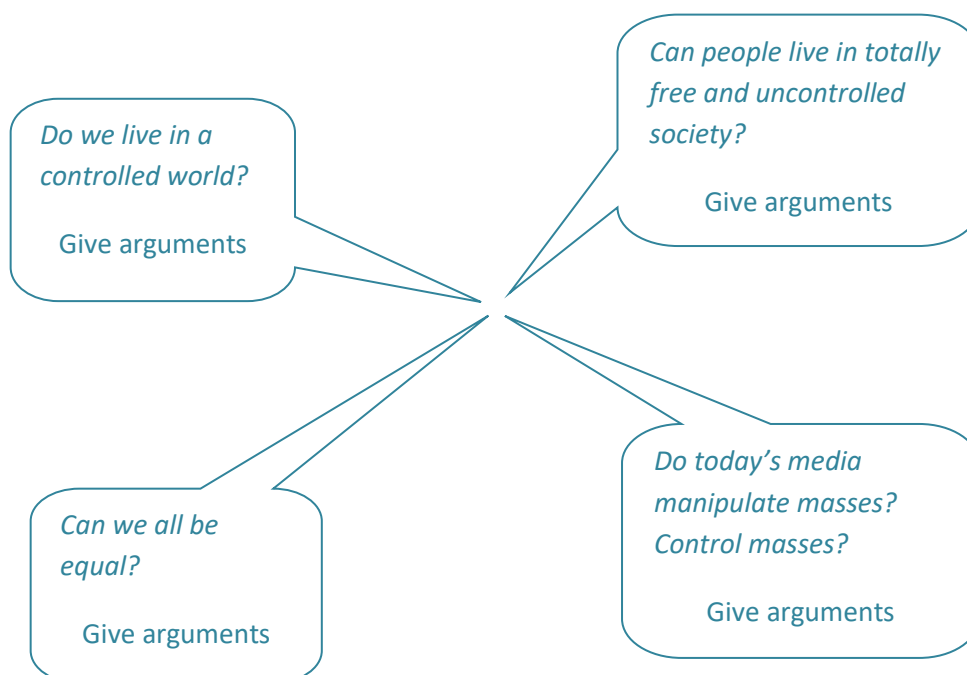 Do we live in a
controlled world?
Give arguments
Can people live in totally
free and uncontrolled
society?
Give arguments
Can we all be
equal?
Give arguments
Do today’s media
manipulate masses?
Control masses?
Give arguments